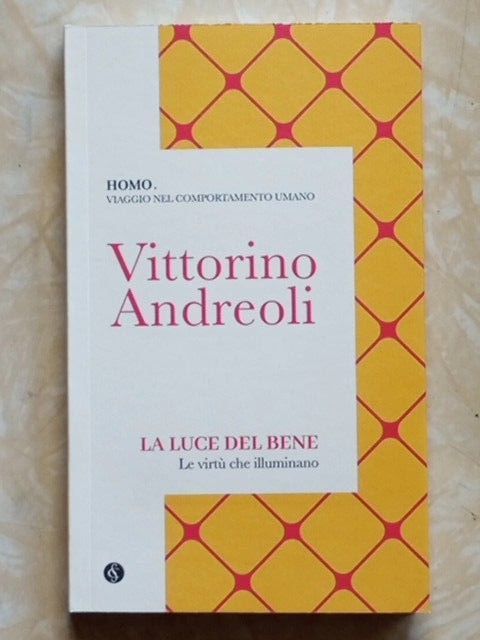 HOMO.
VIAGGIO NEL COMPORTAMENTO UMANO
Vittorino
Andreoli
LA LUCE DEL BENE
Le virtù che illuminano